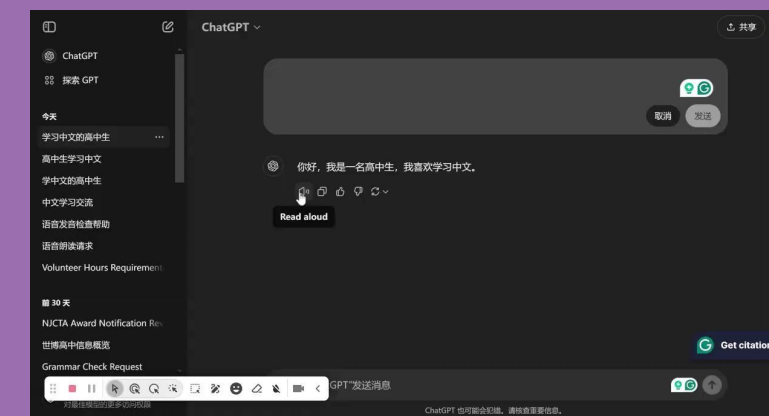 ChatGPT
共享
ChatGPT
探索 GPT
今天
学习中文的高中生
高中生学习中文
学中文的高中生
中文学习交流
语音发音检查帮助
语音朗读请求
Volunteer Hours Requirement
前 30 天
NJCTA Award Notification Re
世博高中信息概览
Grammar Check Request
取消
发送
你好，我是一名高中生，我喜欢学习中文。
Read aloud
Get citation
GPT"发送消息
ChatGPT 也可能会犯错。请核查重要信息。